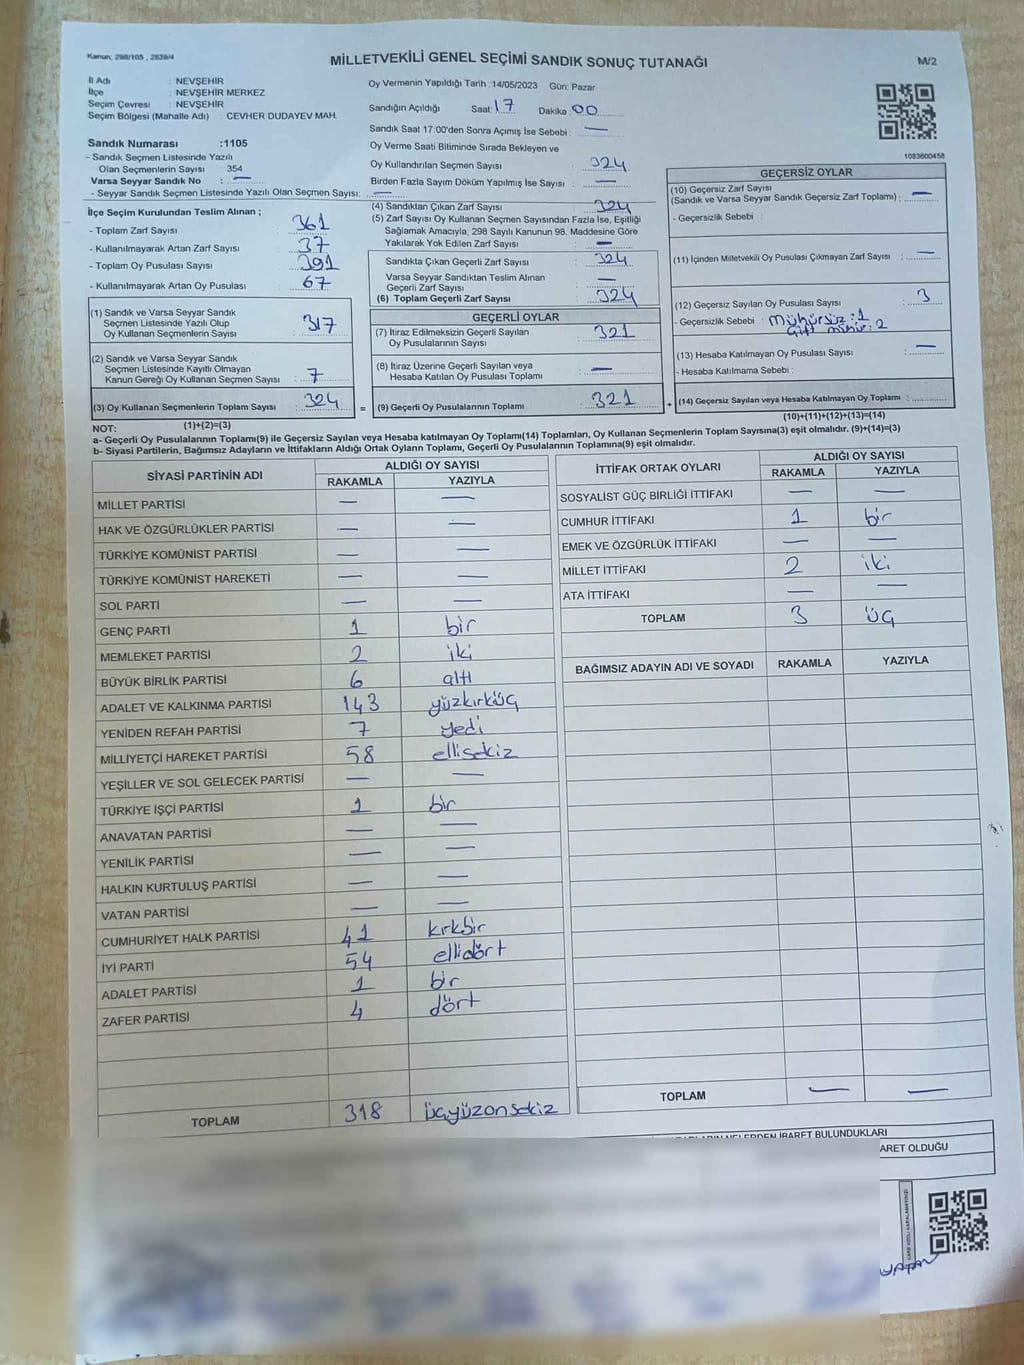 Kanun; 298/105 , 2839/4
MİLLETVEKİLİ GENEL SEÇİMİ SANDIK SONUÇ TUTANAĞI
M/2
İl Adı : NEVŞEHİR
İlçe : NEVŞEHİR MERKEZ
Seçim Çevresi : NEVŞEHİR
Seçim Bölgesi (Mahalle Adı) : CEVHER DUDAYEV MAH.
Oy Vermenin Yapıldığı Tarih :14/05/2023 Gün: Pazar
Sandığın Açıldığı Saat: 17 Dakika: 00
Sandık Saat 17:00'den Sonra Açımış İse Sebebi : —
Oy Verme Saati Bitiminde Sırada Bekleyen ve
Oy Kullandırılan Seçmen Sayısı : 324
Birden Fazla Sayım Döküm Yapılmış İse Sayısı : —
1083600458
Sandık Numarası :1105
- Sandık Seçmen Listesinde Yazılı
Olan Seçmenlerin Sayısı 354
Varsa Seyyar Sandık No : —
- Seyyar Sandık Seçmen Listesinde Yazılı Olan Seçmen Sayısı: —
İlçe Seçim Kurulundan Teslim Alınan ;
- Toplam Zarf Sayısı : 361
- Kullanılmayarak Artan Zarf Sayısı : 37
- Toplam Oy Pusulası Sayısı : 391
- Kullanılmayarak Artan Oy Pusulası : 67
(4) Sandıktan Çıkan Zarf Sayısı : 324
(5) Zarf Sayısı Oy Kullanan Seçmen Sayısından Fazla İse, Eşitliği
Sağlamak Amacıyla, 298 Sayılı Kanunun 98. Maddesine Göre
Yakılarak Yok Edilen Zarf Sayısı : —
Sandıkta Çıkan Geçerli Zarf Sayısı : 324
Varsa Seyyar Sandıktan Teslim Alınan
Geçerli Zarf Sayısı : —
(6) Toplam Geçerli Zarf Sayısı : 324
GEÇERSİZ OYLAR
(10) Geçersiz Zarf Sayısı
(Sandık ve Varsa Seyyar Sandık Geçersiz Zarf Toplamı) : —
- Geçersizlik Sebebi :
(11) İçinden Milletvekili Oy Pusulası Çıkmayan Zarf Sayısı : —
(12) Geçersiz Sayılan Oy Pusulası Sayısı : 3
- Geçersizlik Sebebi : Mühürsüz : 1
Çift mühür : 2
(13) Hesaba Katılmayan Oy Pusulası Sayısı : —
- Hesaba Katılmama Sebebi :
(14) Geçersiz Sayılan veya Hesaba Katılmayan Oy Toplamı :
(10)+(11)+(12)+(13)=(14)
(1) Sandık ve Varsa Seyyar Sandık
Seçmen Listesinde Yazılı Olup
Oy Kullanan Seçmenlerin Sayısı : 317
(2) Sandık ve Varsa Seyyar Sandık
Seçmen Listesinde Kayıtlı Olmayan
Kanun Gereği Oy Kullanan Seçmen Sayısı : 7
(3) Oy Kullanan Seçmenlerin Toplam Sayısı : 324
(1)+(2)=(3)
GEÇERLİ OYLAR
(7) İtiraz Edilmeksizin Geçerli Sayılan
Oy Pusulalarının Sayısı : 321
(8) İtiraz Üzerine Geçerli Sayılan veya
Hesaba Katılan Oy Pusulası Toplamı : —
= (9) Geçerli Oy Pusulalarının Toplamı : 321 +
NOT:
a- Geçerli Oy Pusulalarının Toplamı(9) ile Geçersiz Sayılan veya Hesaba katılmayan Oy Toplamı(14) Toplamları, Oy Kullanan Seçmenlerin Toplam Sayısına(3) eşit olmalıdır. (9)+(14)=(3)
b- Siyasi Partilerin, Bağımsız Adayların ve İttifakların Aldığı Ortak Oyların Toplamı, Geçerli Oy Pusulalarının Toplamına(9) eşit olmalıdır.
SİYASİ PARTİNİN ADI ALDIĞI OY SAYISI
RAKAMLA YAZIYLA
MİLLET PARTİSİ — —
HAK VE ÖZGÜRLÜKLER PARTİSİ — —
TÜRKİYE KOMÜNİST PARTİSİ — —
TÜRKİYE KOMÜNİST HAREKETİ — —
SOL PARTİ — —
GENÇ PARTİ 1 bir
MEMLEKET PARTİSİ 2 iki
BÜYÜK BİRLİK PARTİSİ 6 altı
ADALET VE KALKINMA PARTİSİ 143 yüzkırküç
YENİDEN REFAH PARTİSİ 7 yedi
MİLLİYETÇİ HAREKET PARTİSİ 58 ellisekiz
YEŞİLLER VE SOL GELECEK PARTİSİ — —
TÜRKİYE İŞÇİ PARTİSİ 1 bir
ANAVATAN PARTİSİ — —
YENİLİK PARTİSİ — —
HALKIN KURTULUŞ PARTİSİ — —
VATAN PARTİSİ — —
CUMHURİYET HALK PARTİSİ 41 kırkbir
İYİ PARTİ 54 ellidört
ADALET PARTİSİ 1 bir
ZAFER PARTİSİ 4 dört
TOPLAM 318 üçyüzonsekiz
İTTİFAK ORTAK OYLARI ALDIĞI OY SAYISI
RAKAMLA YAZIYLA
SOSYALİST GÜÇ BİRLİĞİ İTTİFAKI — —
CUMHUR İTTİFAKI 1 bir
EMEK VE ÖZGÜRLÜK İTTİFAKI — —
MİLLET İTTİFAKI 2 iki
ATA İTTİFAKI — —
TOPLAM 3 üç
BAĞIMSIZ ADAYIN ADI VE SOYADI RAKAMLA YAZIYLA
TOPLAM — —
NELERDEN İBARET BULUNDUKLARI
ARET OLDUĞU